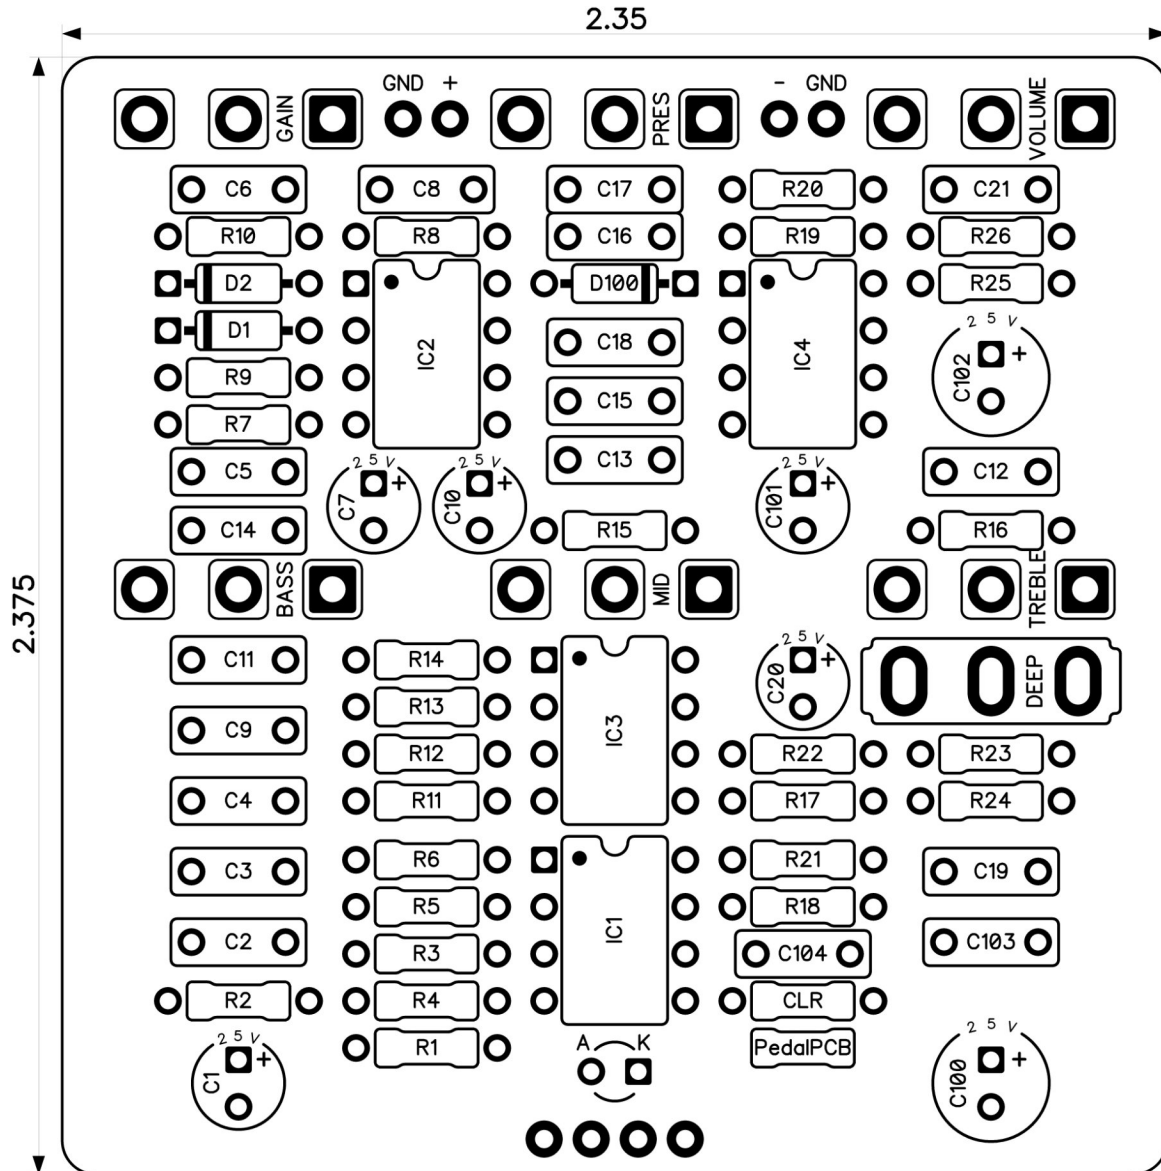 2.35
GND + - GND
GAIN PRES VOLUME
C6 C8 C17 R20 C21
R10 R8 C16 R19 R26
D2 D100 R25
25V
D1 IC2 C18 IC4 + C102
R9
C15
R7
C5 C13 C12
25V 25V 25V
C7 + C10 + C101 +
C14 R15 R16
2.375
BASS MID TREBLE
25V
C11 R14 C20 + DEEP
R13
C9 IC3
R12 R22 R23
C4 R11 R17 R24
C3 R6 R21 C19
R5 IC1 R18
C2 R3 C104 C103
R2 R4 CLR
25V A K 25V
C1 + R1 PedalPCB C100 +